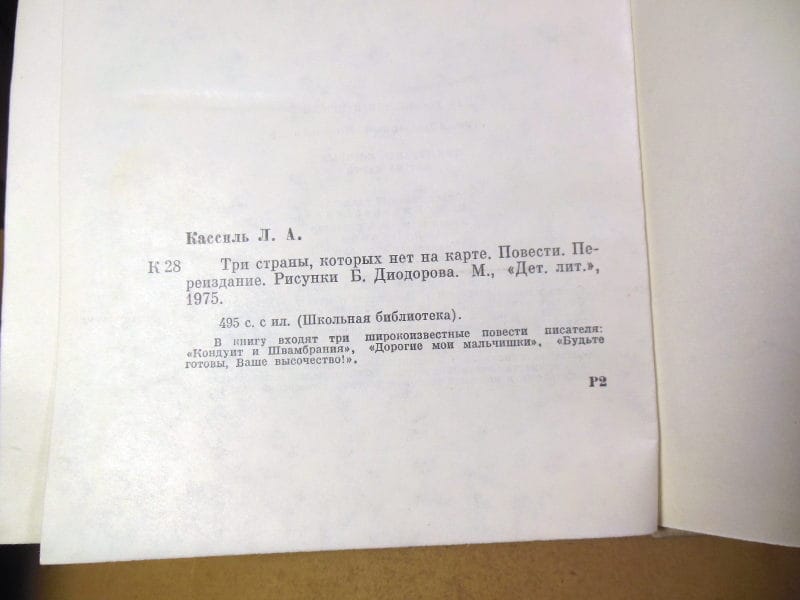 Кассиль Л. А.
К 28 Три страны, которых нет на карте. Повести. Пе-
реиздание. Рисунки Б. Диодорова. М., «Дет. лит.»,
1975.
495 с. с ил. (Школьная библиотека).
В книгу входят три широкоизвестные повести писателя:
«Кондуит и Швамбрания», «Дорогие мои мальчишки», «Будьте
готовы, Ваше высочество!».
Р2